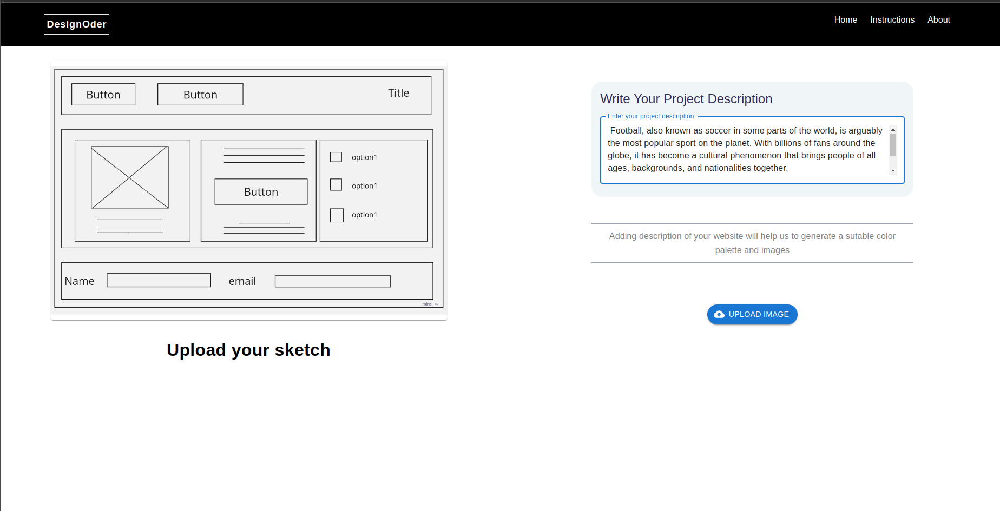 DesignOder
Home Instructions About
Button Button Title
option1
option1
Button
option1
Name email
miro
Upload your sketch
Write Your Project Description
Enter your project description
Football, also known as soccer in some parts of the world, is arguably
the most popular sport on the planet. With billions of fans around the
globe, it has become a cultural phenomenon that brings people of all
ages, backgrounds, and nationalities together.
Adding description of your website will help us to generate a sutable color
palette and images
UPLOAD IMAGE